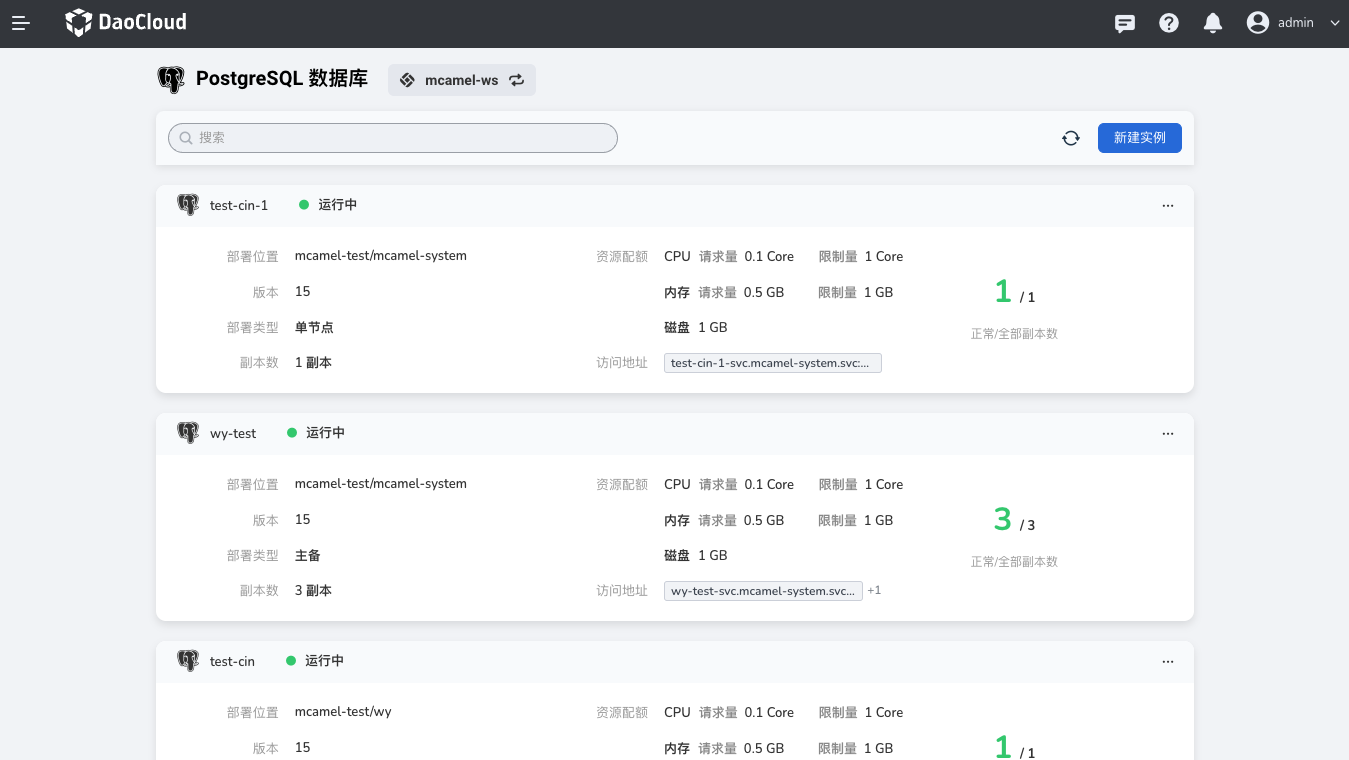 DaoCloud
admin
PostgreSQL 数据库
mcamel-ws
搜索
新建实例
test-cin-1 运行中 ...
部署位置 mcamel-test/mcamel-system 资源配额 CPU 请求量 0.1 Core 限制量 1 Core
版本 15 内存 请求量 0.5 GB 限制量 1 GB 1 / 1
部署类型 单节点 磁盘 1 GB 正常/全部副本数
副本数 1 副本 访问地址 test-cin-1-svc.mcamel-system.svc:...
wy-test 运行中 ...
部署位置 mcamel-test/mcamel-system 资源配额 CPU 请求量 0.1 Core 限制量 1 Core
版本 15 内存 请求量 0.5 GB 限制量 1 GB 3 / 3
部署类型 主备 磁盘 1 GB 正常/全部副本数
副本数 3 副本 访问地址 wy-test-svc.mcamel-system.svc... +1
test-cin 运行中 ...
部署位置 mcamel-test/wy 资源配额 CPU 请求量 0.1 Core 限制量 1 Core
版本 15 内存 请求量 0.5 GB 限制量 1 GB 1 / 1